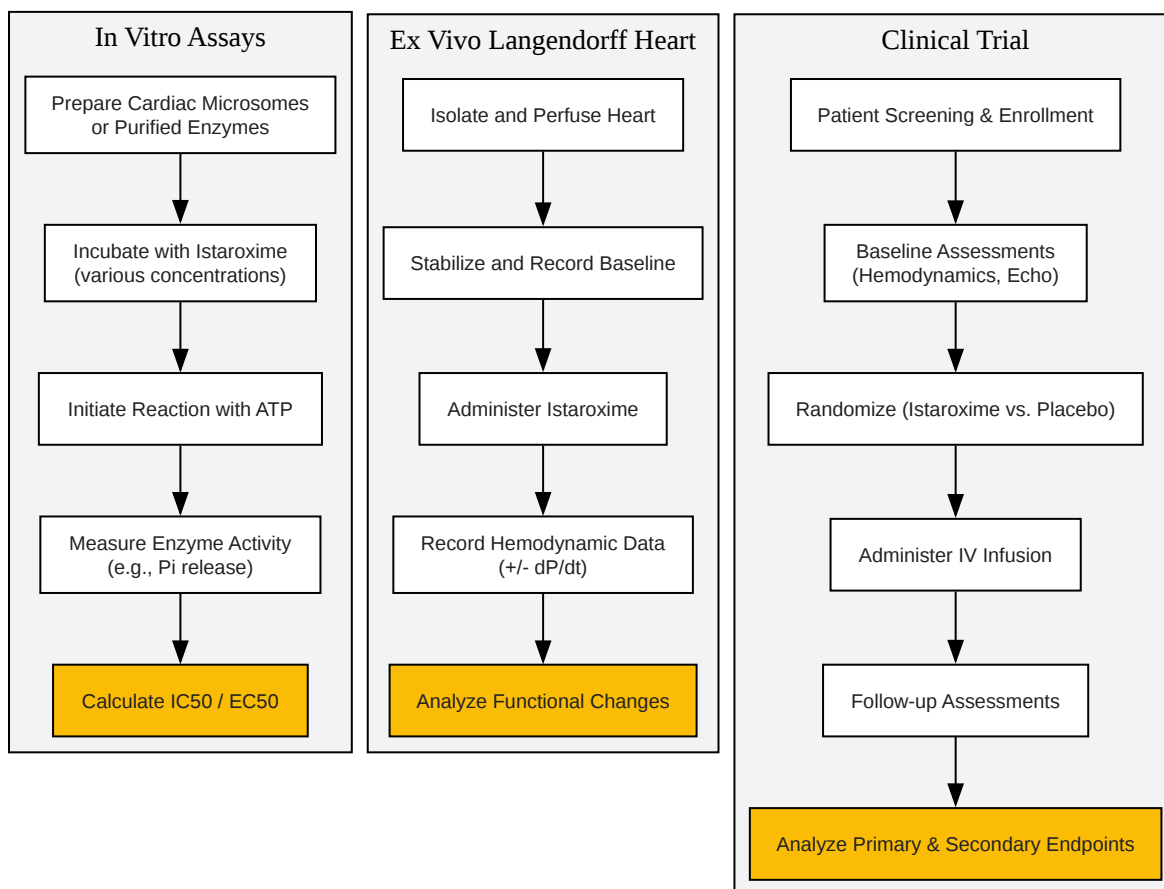 In Vitro Assays
Prepare Cardiac Microsomes
or Purified Enzymes
Incubate with Istaroxime
(various concentrations)
Initiate Reaction with ATP
Measure Enzyme Activity
(e.g., Pi release)
Calculate IC50 / EC50
Ex Vivo Langendorff Heart
Isolate and Perfuse Heart
Stabilize and Record Baseline
Administer Istaroxime
Record Hemodynamic Data
(+/- dP/dt)
Analyze Functional Changes
Clinical Trial
Patient Screening & Enrollment
Baseline Assessments
(Hemodynamics, Echo)
Randomize (Istaroxime vs. Placebo)
Administer IV Infusion
Follow-up Assessments
Analyze Primary & Secondary Endpoints